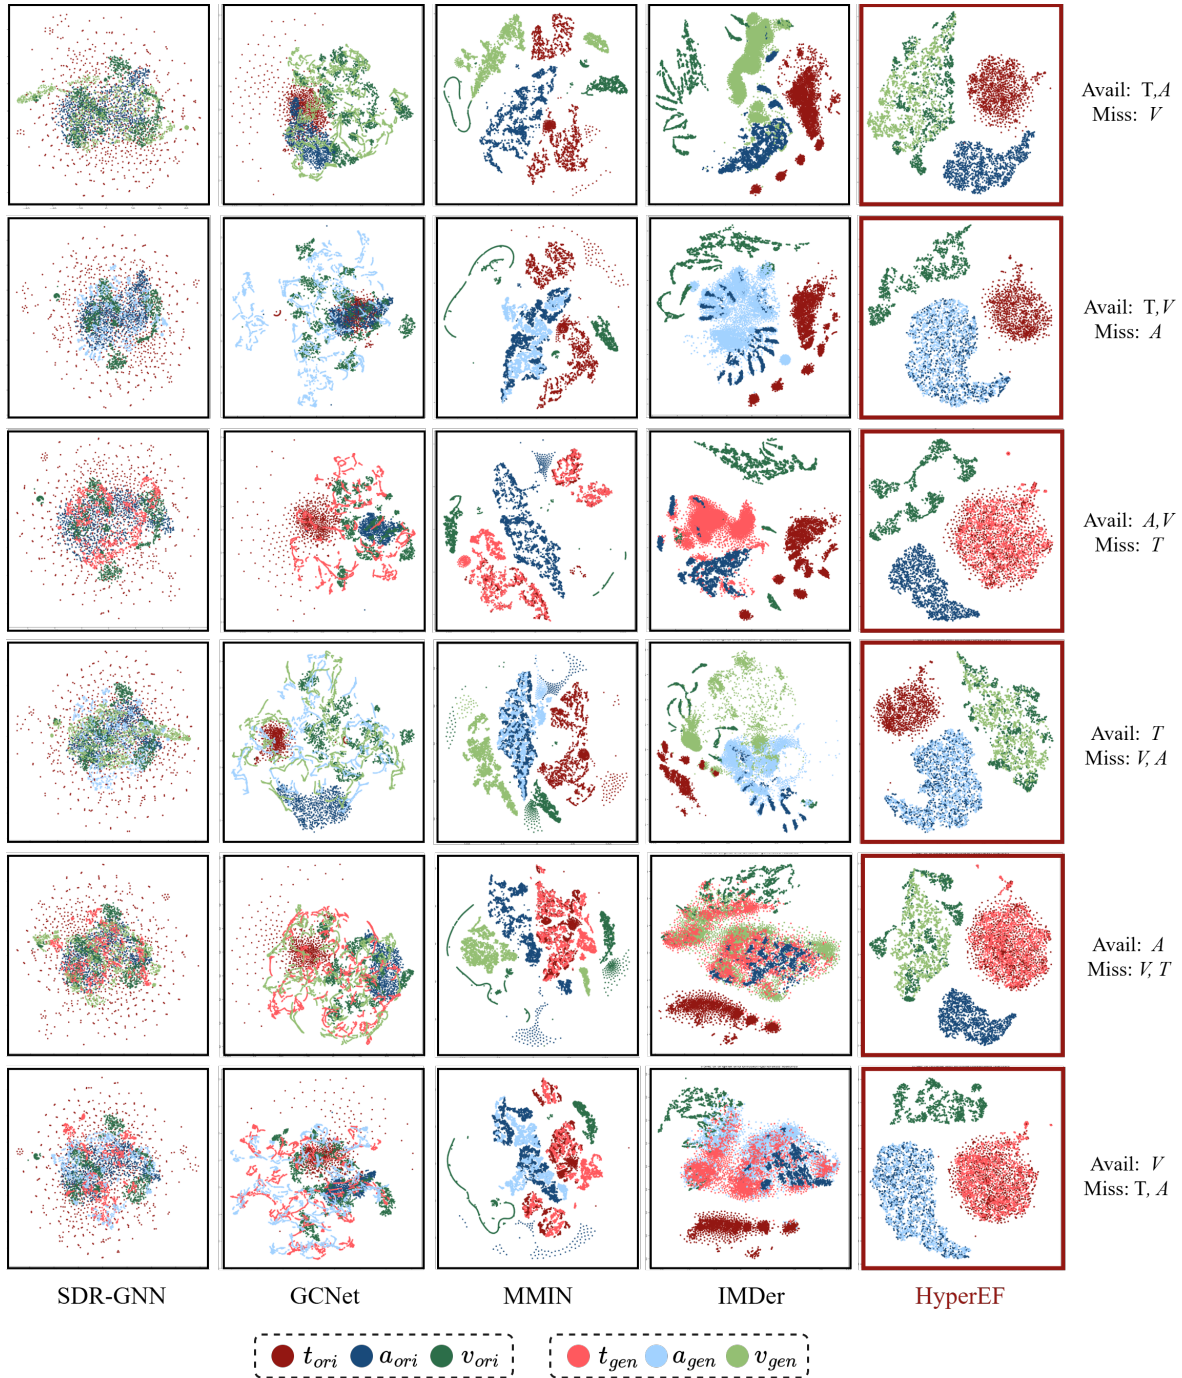 Avail: T,A
Miss: V
Avail: T,V
Miss: A
Avail: A,V
Miss: T
Avail: T
Miss: V, A
Avail: A
Miss: V, T
Avail: V
Miss: T, A
SDR-GNN GCNet MMIN IMDer HyperEF
t_ori a_ori v_ori t_gen a_gen v_gen